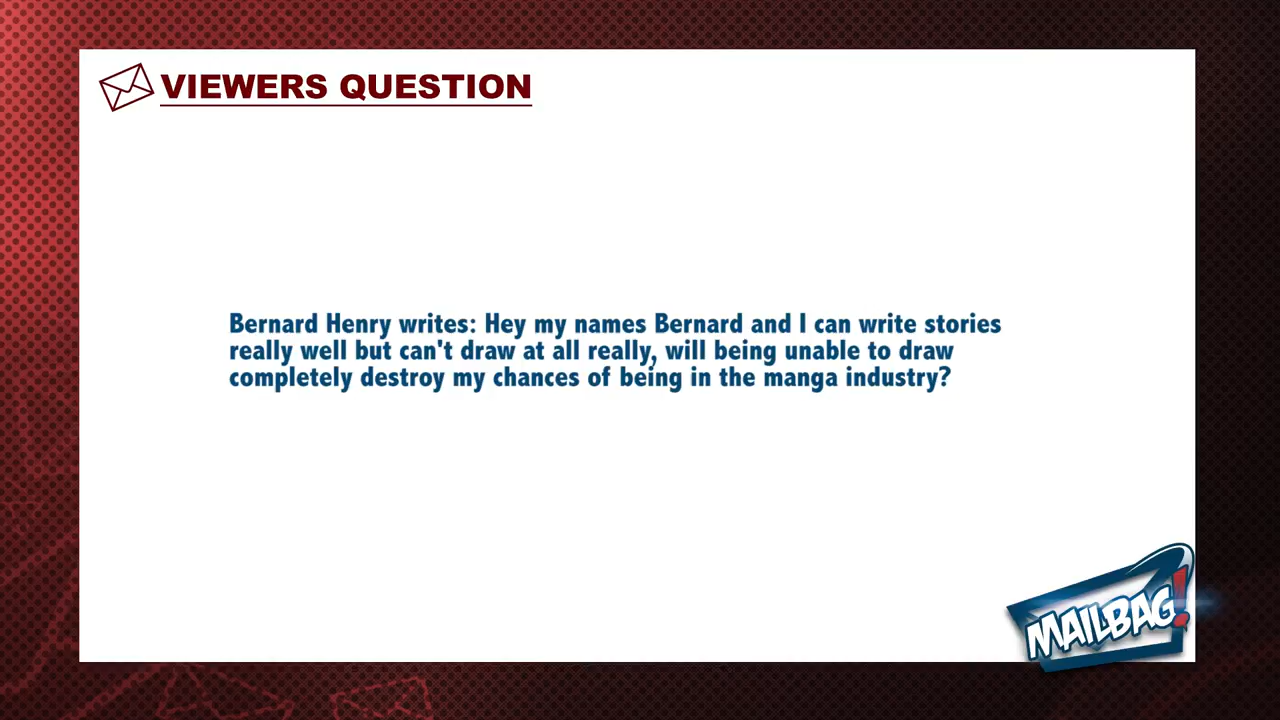 VIEWERS QUESTION
Bernard Henry writes: Hey my names Bernard and I can write stories
really well but can't draw at all really, will being unable to draw
completely destroy my chances of being in the manga industry?
MAILBAG!